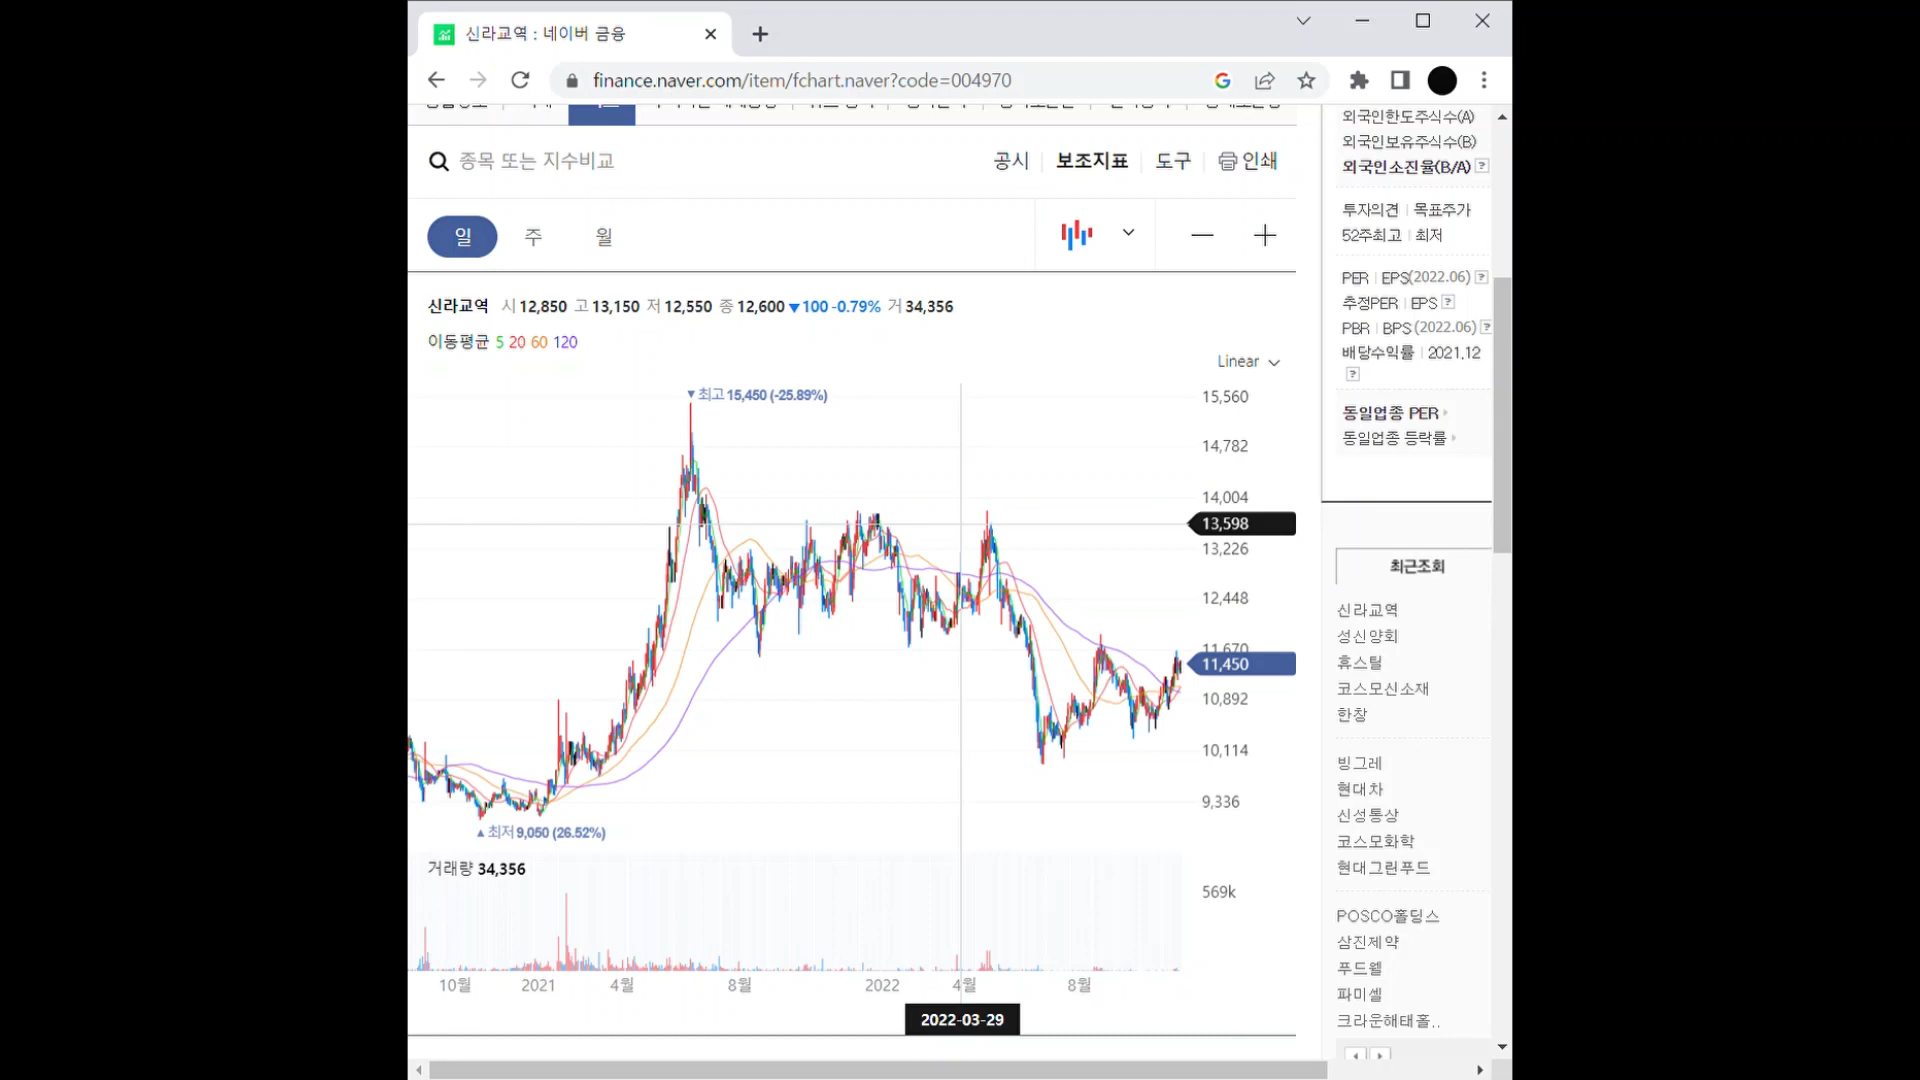 신라교역 : 네이버 금융
finance.naver.com/item/fchart.naver?code=004970
종목 또는 지수비교
공시 보조지표 도구 인쇄
일 주 월
신라교역 시 12,850 고 13,150 저 12,550 종 12,600 ▼100 -0.79% 거 34,356
이동평균 5 20 60 120
Linear
▼최고 15,450 (-25.89%)
15,560
14,782
14,004
13,598
13,226
12,448
11,670
11,450
10,892
10,114
9,336
▲최저 9,050 (26.52%)
거래량 34,356
569k
10월 2021 4월 8월 2022 4월 8월
2022-03-29
외국인한도주식수(A)
외국인보유주식수(B)
외국인소진율(B/A) ?
투자의견 | 목표주가
52주최고 | 최저
PER | EPS(2022.06) ?
추정PER | EPS ?
PBR | BPS (2022.06) ?
배당수익률 | 2021.12
?
동일업종 PER
동일업종 등락률
최근조회
신라교역
성신양회
휴스틸
코스모신소재
한창
빙그레
현대차
신성통상
코스모화학
현대그린푸드
POSCO홀딩스
삼진제약
푸드웰
파미셀
크라운해태홀..